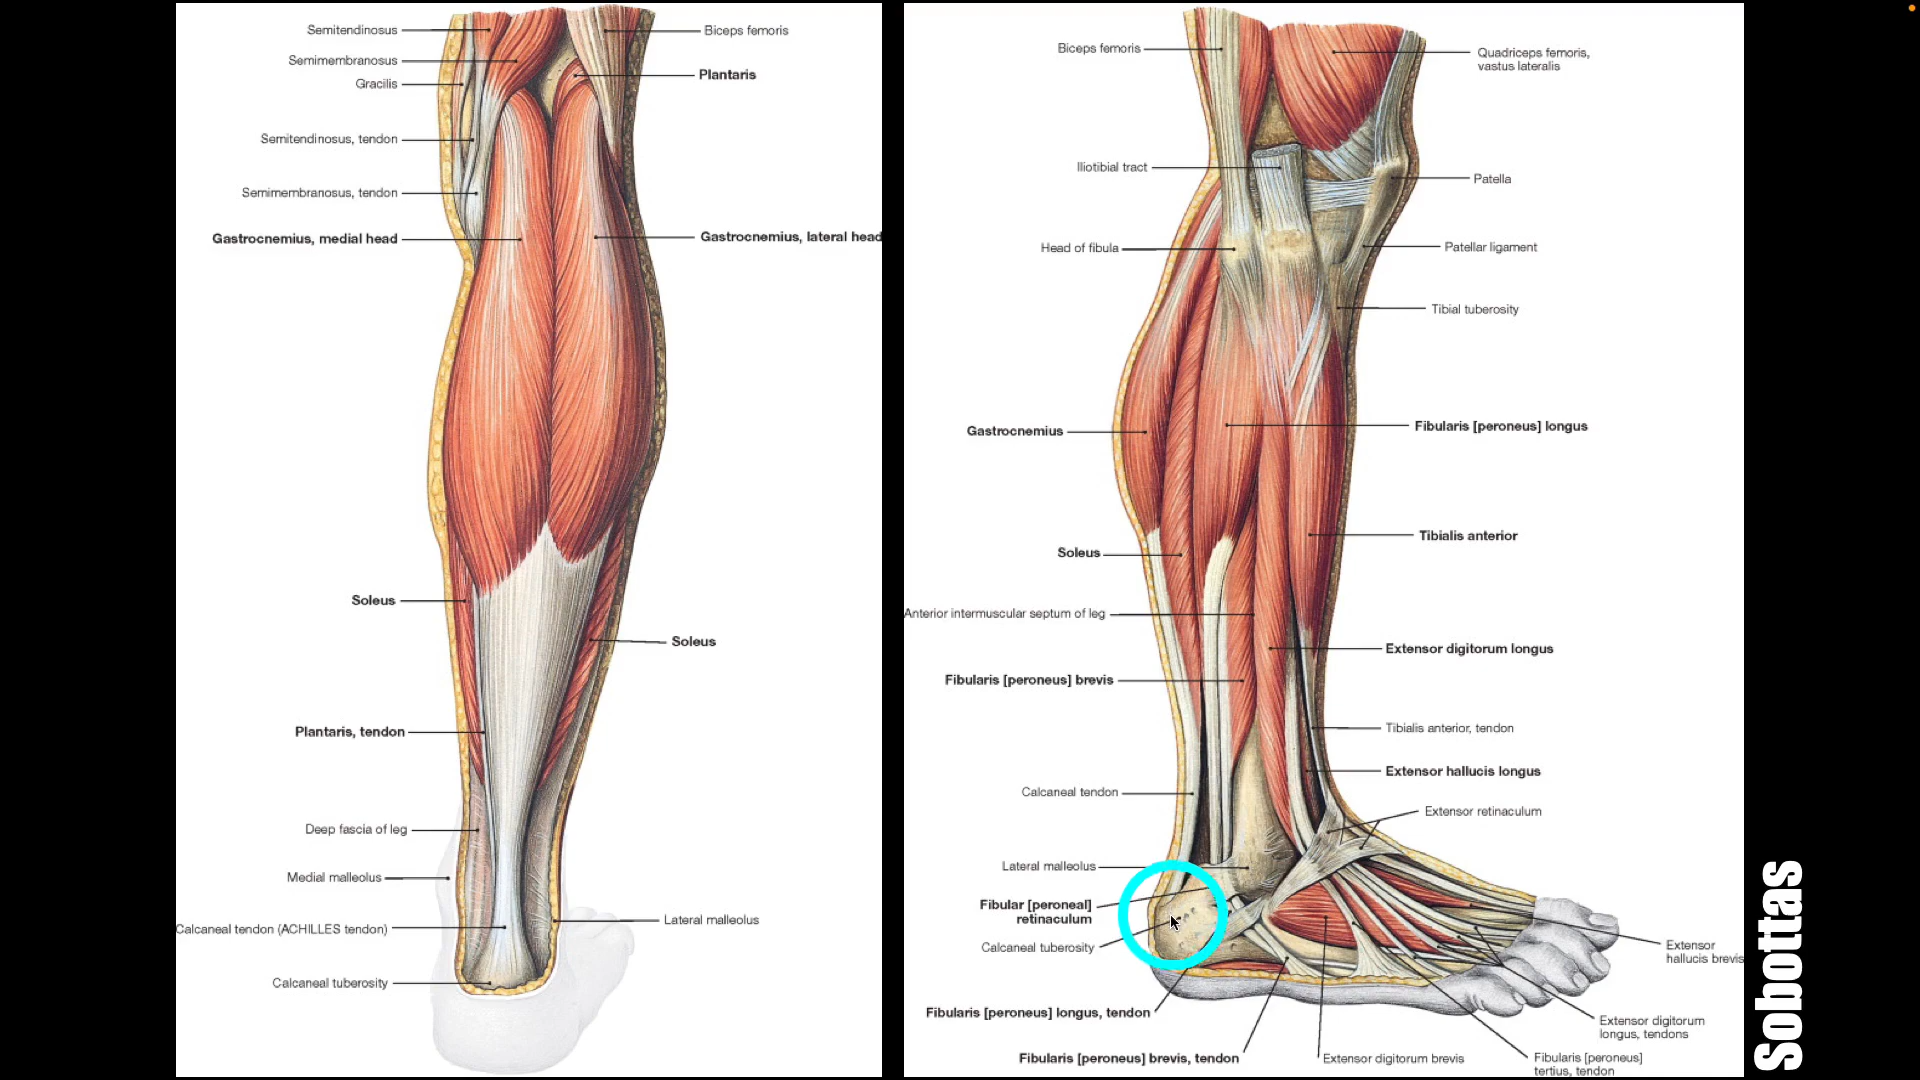 Semitendinosus
Semimembranosus
Gracilis
Semitendinosus, tendon
Semimembranosus, tendon
Gastrocnemius, medial head
Soleus
Plantaris, tendon
Deep fascia of leg
Medial malleolus
Calcaneal tendon (ACHILLES tendon)
Calcaneal tuberosity
Biceps femoris
Plantaris
Gastrocnemius, lateral head
Soleus
Lateral malleolus
Biceps femoris
Iliotibial tract
Head of fibula
Gastrocnemius
Soleus
Anterior intermuscular septum of leg
Fibularis [peroneus] brevis
Calcaneal tendon
Lateral malleolus
Fibular [peroneal]
retinaculum
Calcaneal tuberosity
Fibularis [peroneus] longus, tendon
Fibularis [peroneus] brevis, tendon
Quadriceps femoris,
vastus lateralis
Patella
Patellar ligament
Tibial tuberosity
Fibularis [peroneus] longus
Tibialis anterior
Extensor digitorum longus
Tibialis anterior, tendon
Extensor hallucis longus
Extensor retinaculum
Extensor
hallucis brevis
Extensor digitorum
longus, tendons
Extensor digitorum brevis
Fibularis [peroneus]
tertius, tendon
Sobottas